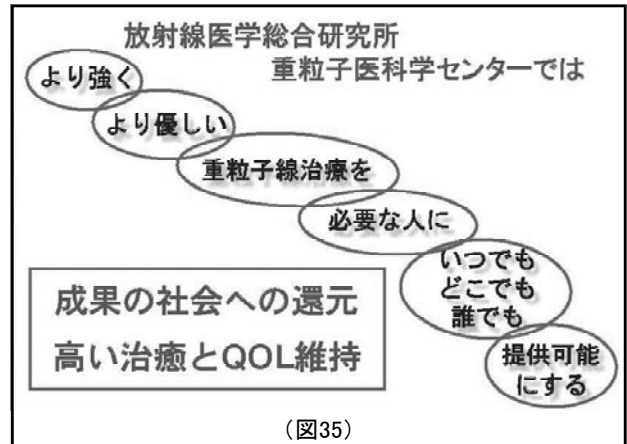 放射線医学総合研究所
重粒子医科学センターでは
より強く
より優しい
重粒子線治療を
必要な人に
いつでも
どこでも
誰でも
提供可能
にする
成果の社会への還元
高い治癒とQOL維持
（図35）